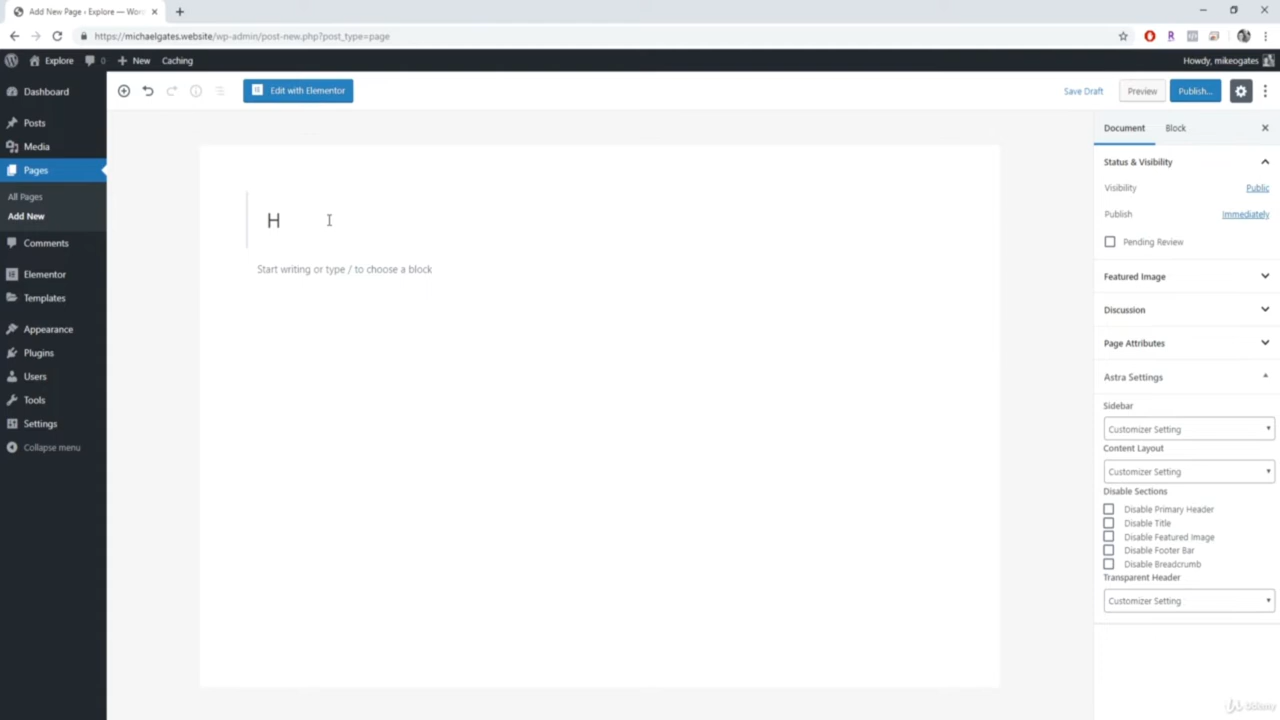 Add New Page ‹ Explore — Wor
https://michaelgates.website/wp-admin/post-new.php?post_type=page
Explore 0 New Caching Howdy, mikeogates
Dashboard
Posts
Media
Pages
All Pages
Add New
Comments
Elementor
Templates
Appearance
Plugins
Users
Tools
Settings
Collapse menu
Edit with Elementor Save Draft Preview Publish...
H
Start writing or type / to choose a block
Document Block
Status & Visibility
Visibility Public
Publish Immediately
Pending Review
Featured Image
Discussion
Page Attributes
Astra Settings
Sidebar
Customizer Setting
Content Layout
Customizer Setting
Disable Sections
Disable Primary Header
Disable Title
Disable Featured Image
Disable Footer Bar
Disable Breadcrumb
Transparent Header
Customizer Setting
Udemy